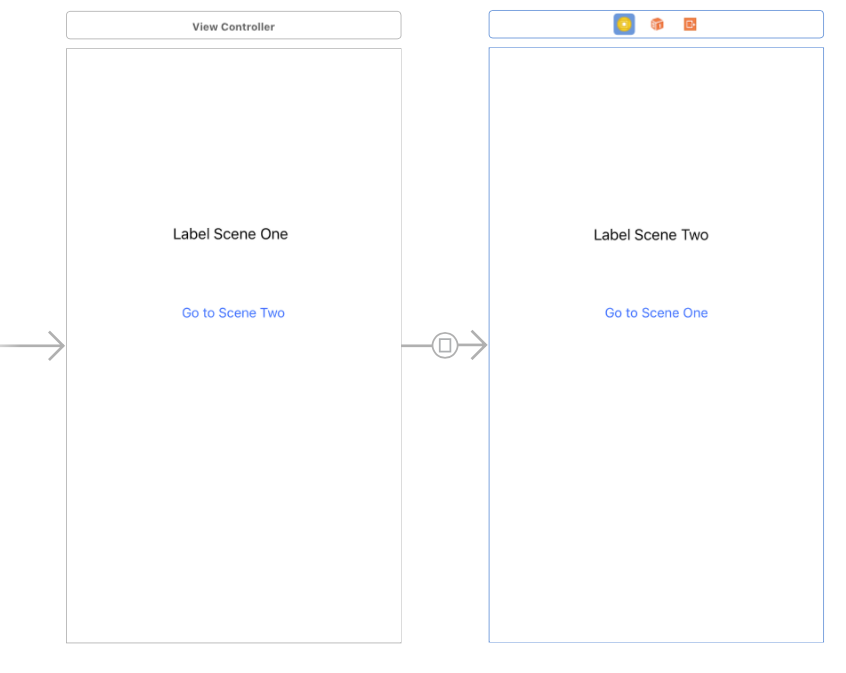 View Controller
Label Scene One
Go to Scene Two
Label Scene Two
Go to Scene One